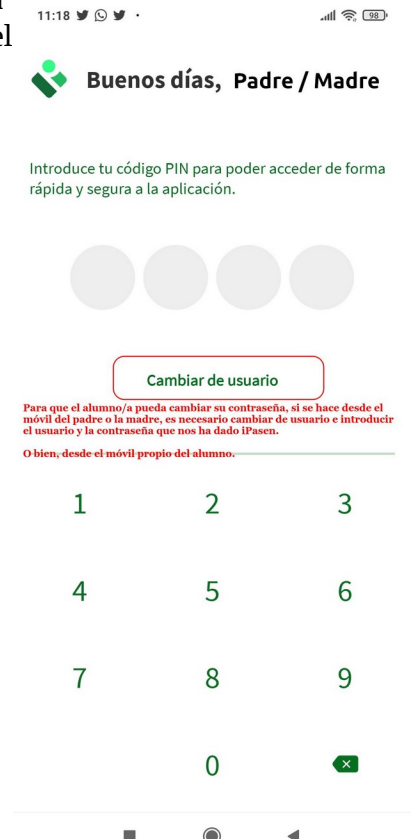 el
11:18
98
Buenos días, Padre / Madre
Introduce tu código PIN para poder acceder de forma
rápida y segura a la aplicación.
Cambiar de usuario
Para que el alumno/a pueda cambiar su contraseña, si se hace desde el
móvil del padre o la madre, es necesario cambiar de usuario e introducir
el usuario y la contraseña que nos ha dado iPasen.
O bien, desde el móvil propio del alumno.
1 2 3
4 5 6
7 8 9
0